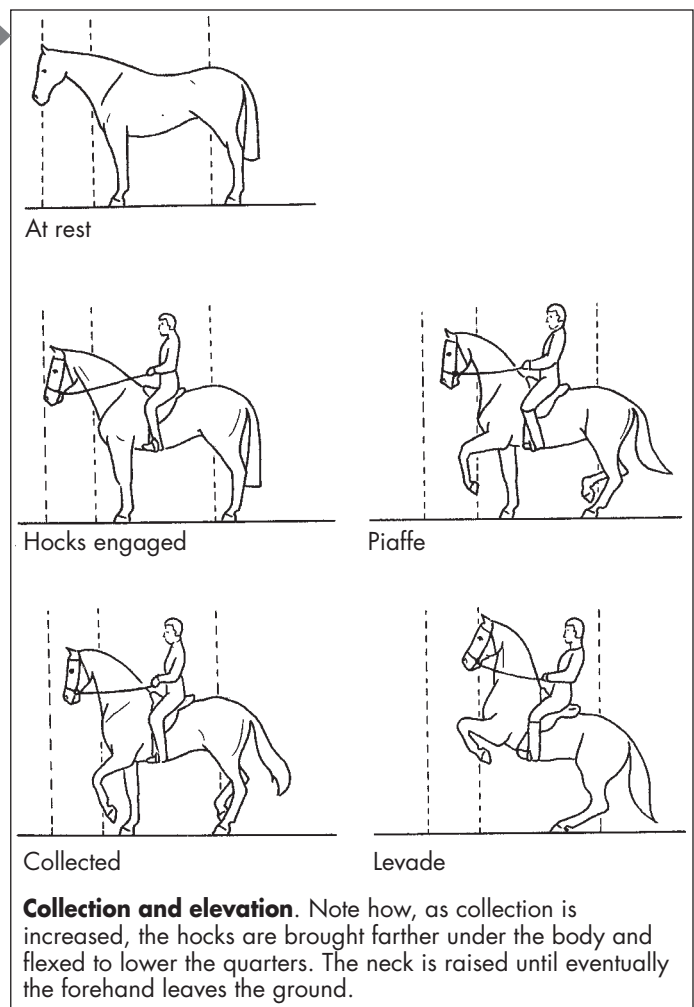 At rest
Hocks engaged
Piaffe
Collected
Levade
Collection and elevation. Note how, as collection is
increased, the hocks are brought farther under the body and
flexed to lower the quarters. The neck is raised until eventually
the forehand leaves the ground.